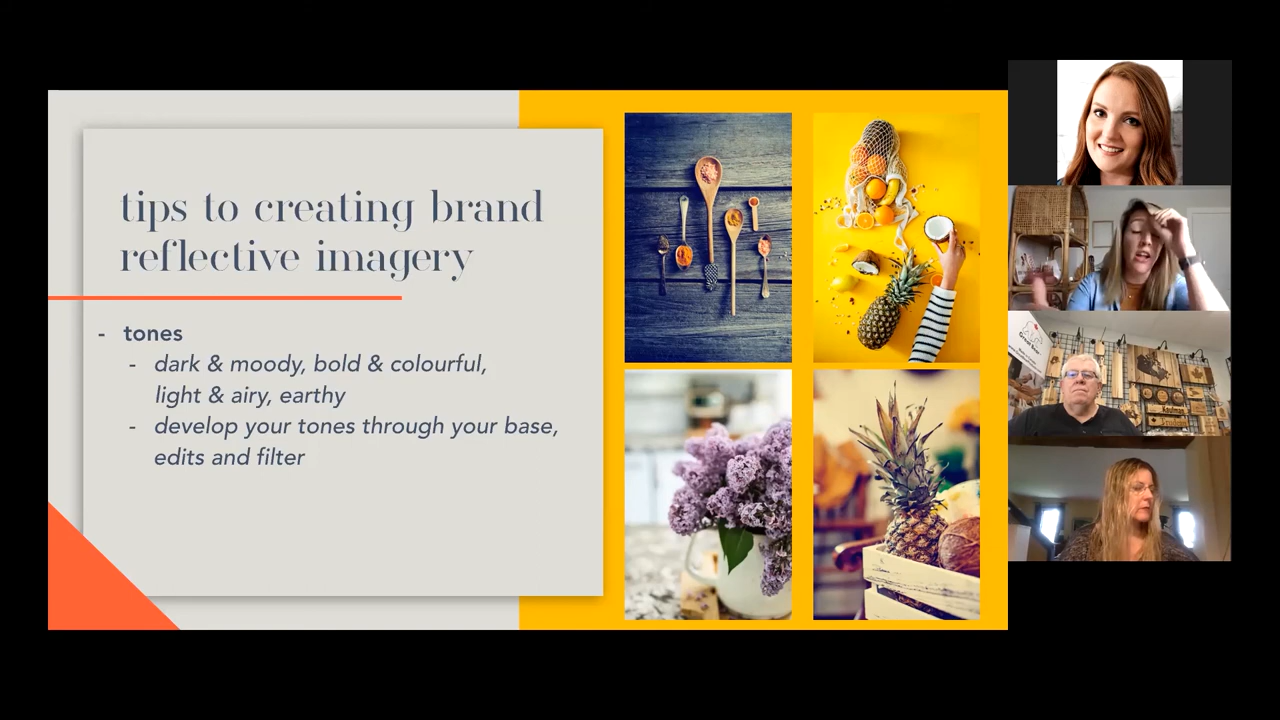 tips to creating brand
reflective imagery
- tones
- dark & moody, bold & colourful,
light & airy, earthy
- develop your tones through your base,
edits and filter